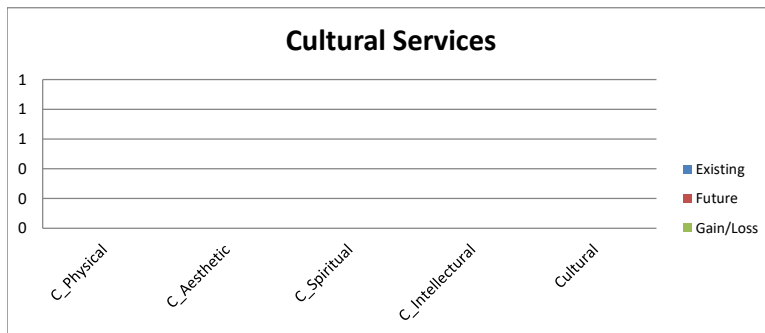 Cultural Services
1
1
1
0
0
0
Existing
Future
Gain/Loss
C_Physical
C_Aesthetic
C_Spiritual
C_Intellectural
Cultural